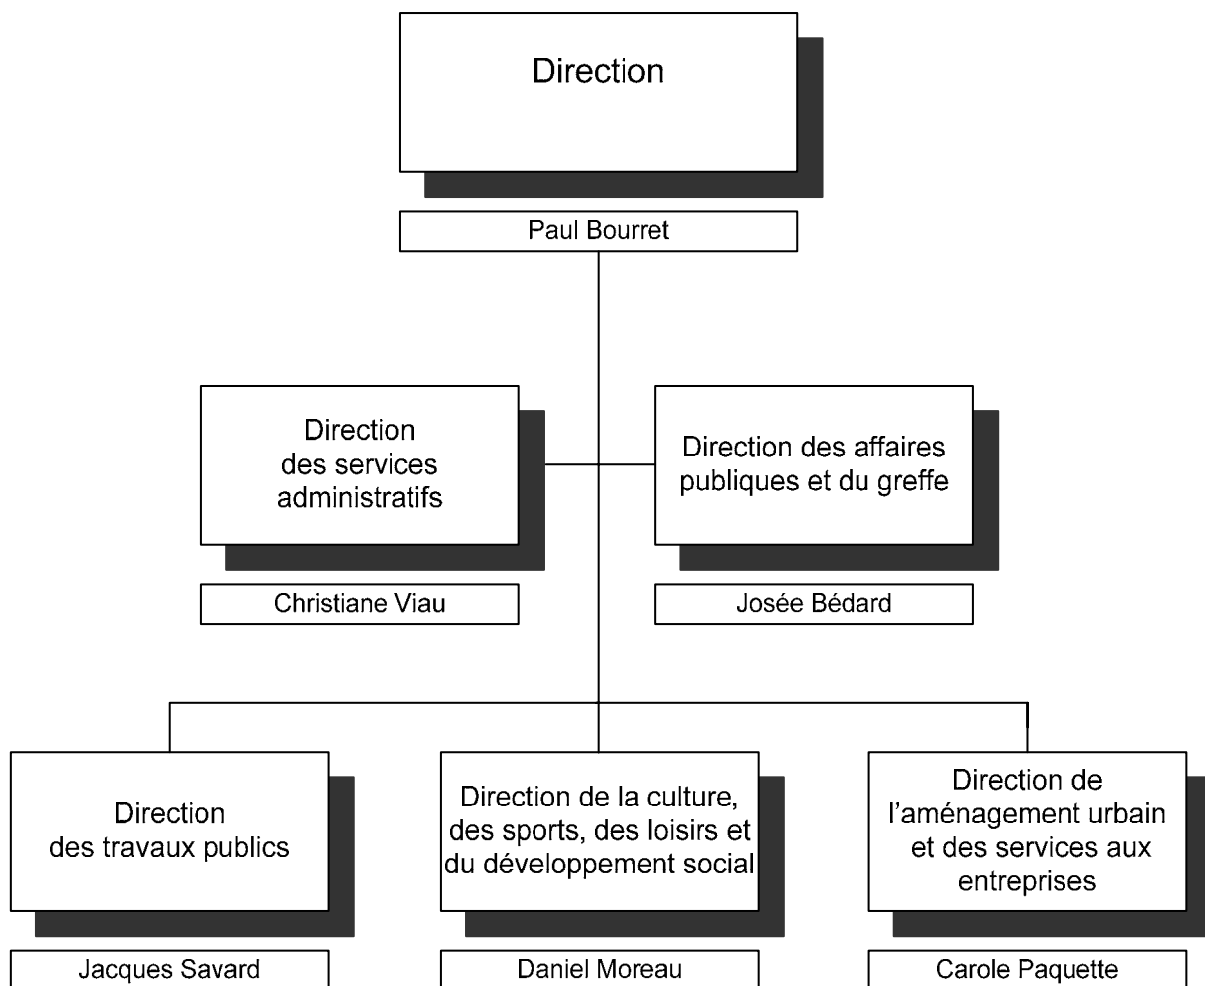 Direction
Paul Bourret
Direction
des services
administratifs
Christiane Viau
Direction des affaires
publiques et du greffe
Josée Bédard
Direction
des travaux publics
Jacques Savard
Direction de la culture,
des sports, des loisirs et
du développement social
Daniel Moreau
Direction de
l’aménagement urbain
et des services aux
entreprises
Carole Paquette